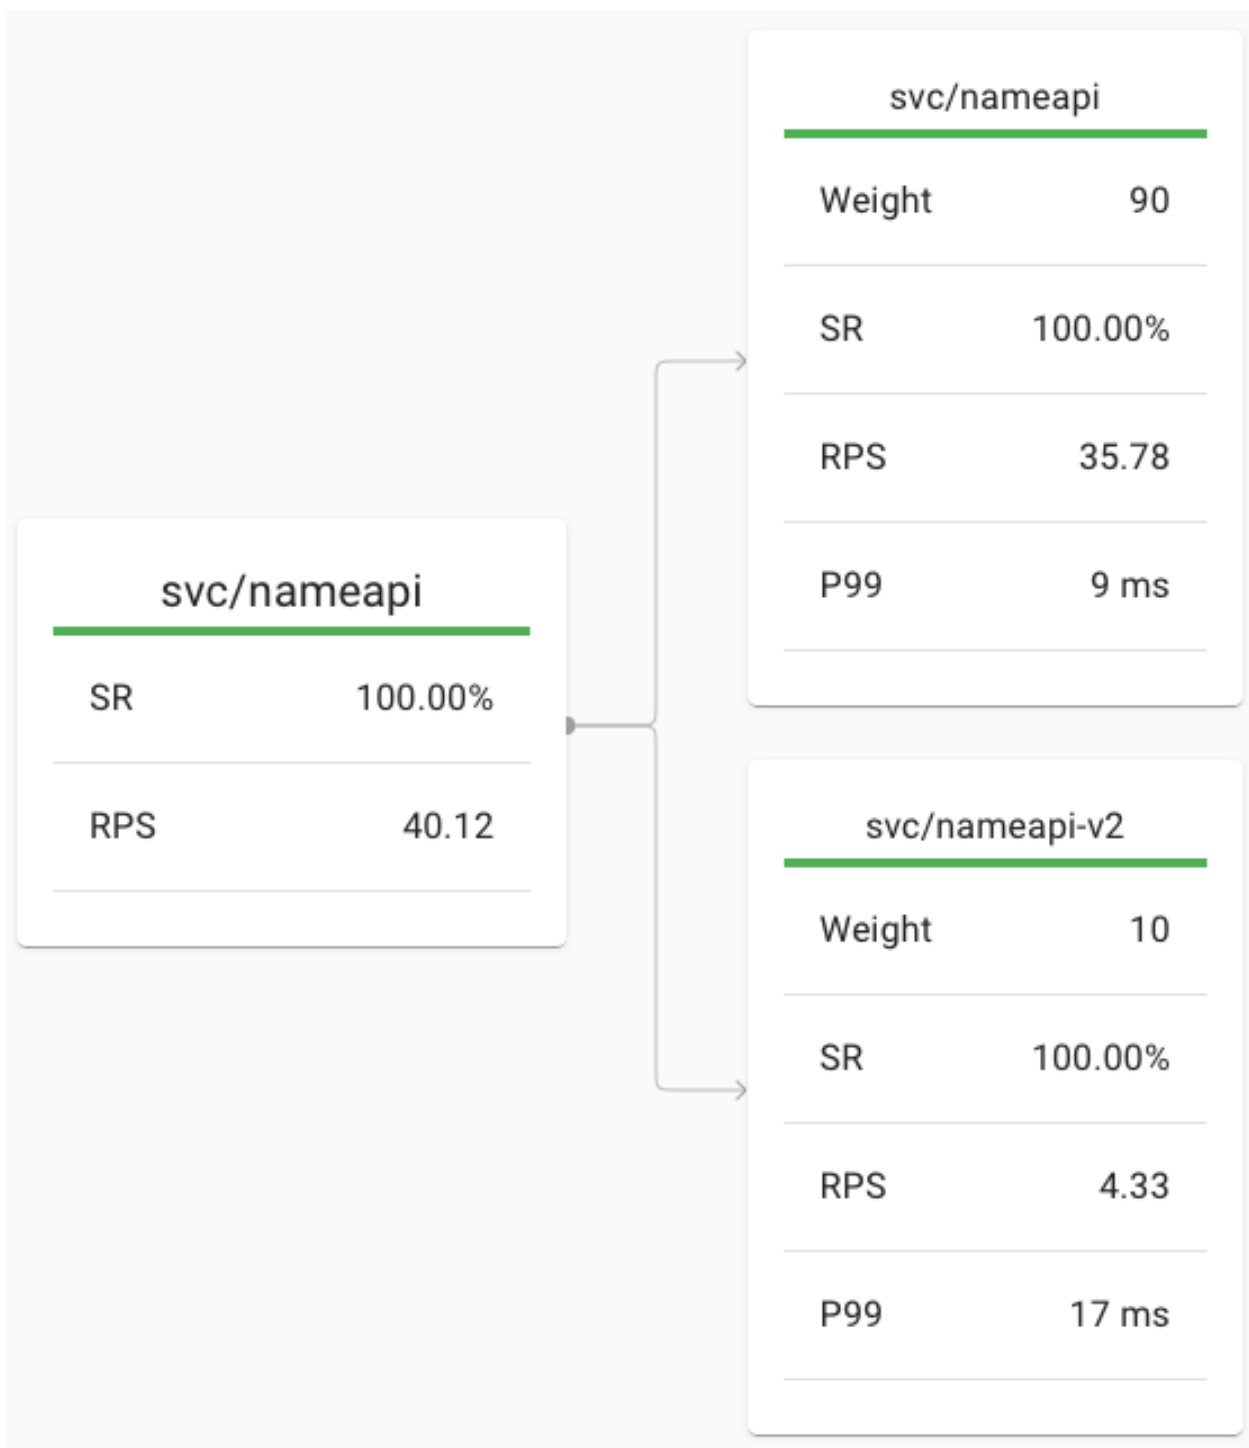 svc/nameapi
SR 100.00%
RPS 40.12
svc/nameapi
Weight 90
SR 100.00%
RPS 35.78
P99 9 ms
svc/nameapi-v2
Weight 10
SR 100.00%
RPS 4.33
P99 17 ms